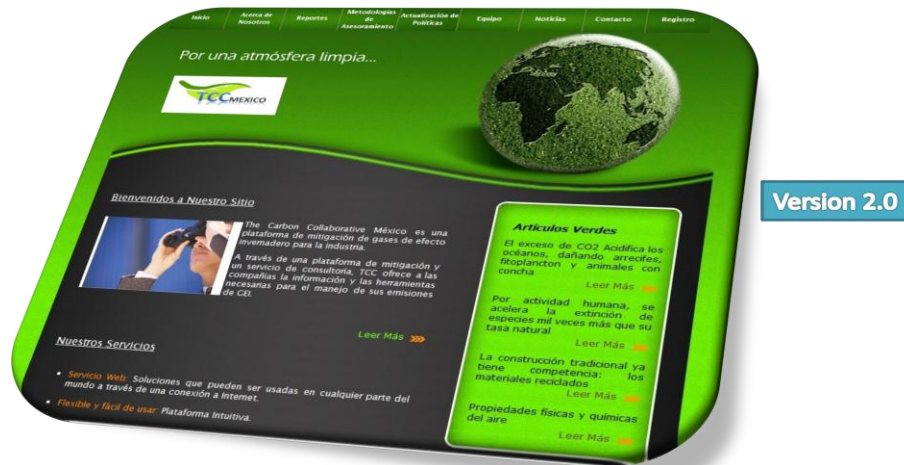 Inicio
Acerca de
Nosotros
Reportes
Metodologías
de
Asesoramiento
Actualización de
Políticas
Equipo
Noticias
Contacto
Registro
Por una atmósfera limpia...
TCC MEXICO
Version 2.0
Bienvenidos a Nuestro Sitio
The Carbon Collaborative México es una
plataforma de mitigación de gases de efecto
invernadero para la industria.
A través de una plataforma de mitigación y
un servicio de consultoría, TCC ofrece a las
compañias la información y las herramientas
necesarias para el manejo de sus emisiones
de GEI.
Leer Más
Nuestros Servicios
• Servicio Web: Soluciones que pueden ser usadas en cualquier parte del
mundo a través de una conexión a Internet.
• Flexible y fácil de usar: Plataforma Intuitiva.
Artículos Verdes
El exceso de CO2 Acidifica los
océanos, dañando arrecifes,
fitoplancton y animales con
concha
Leer Más
Por actividad humana, se
acelera la extinción de
especies mil veces más que su
tasa natural
Leer Más
La construcción tradicional ya
tiene competencia: los
materiales reciclados
Leer Más
Propiedades físicas y químicas
del aire
Leer Más